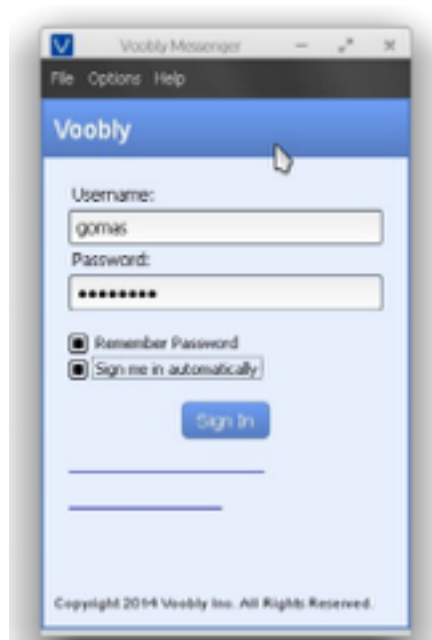 Voobly Messenger
File Options Help
Voobly
Username:
gomas
Password:
Remember Password
Sign me in automatically
Sign In
Copyright 2014 Voobly Inc. All Rights Reserved.